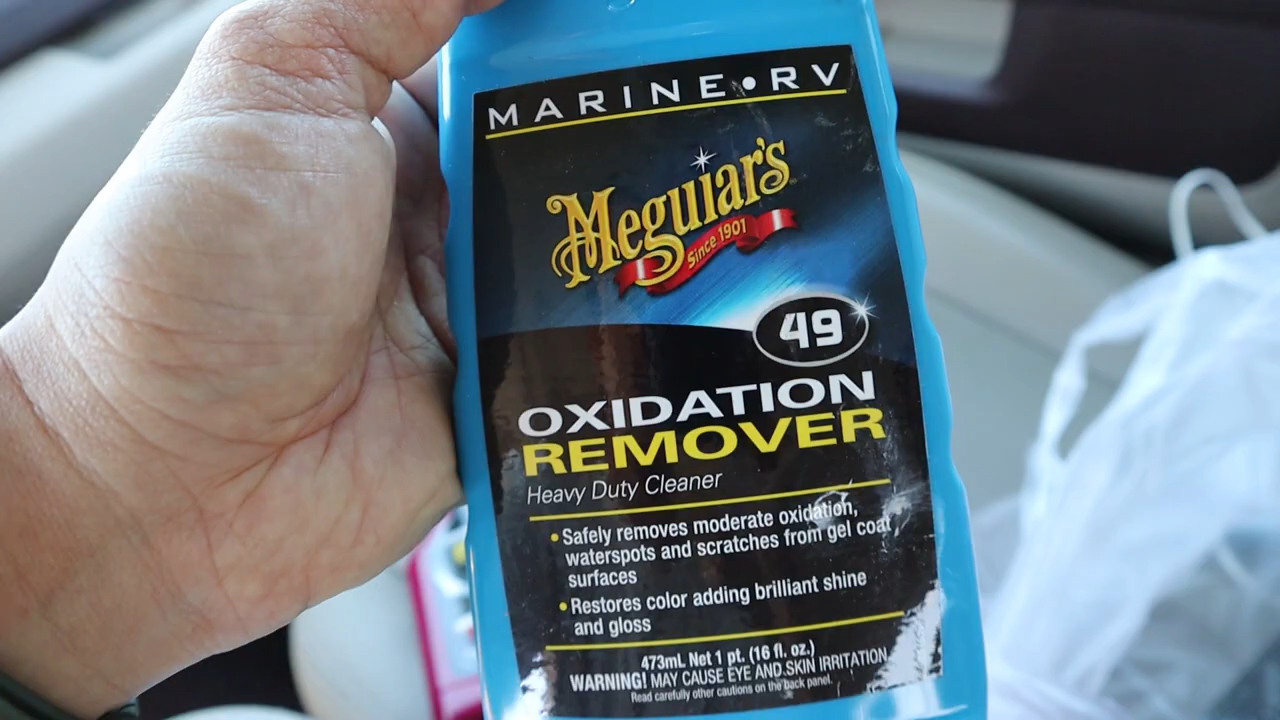 MARINE•RV
Meguiar's
Since 1901
49
OXIDATION
REMOVER
Heavy Duty Cleaner
• Safely removes moderate oxidation,
waterspots and scratches from gel coat
surfaces
• Restores color adding brilliant shine
and gloss
473mL Net 1 pt. (16 fl. oz.)
WARNING! MAY CAUSE EYE AND SKIN IRRITATION
Read carefully other cautions on the back panel.